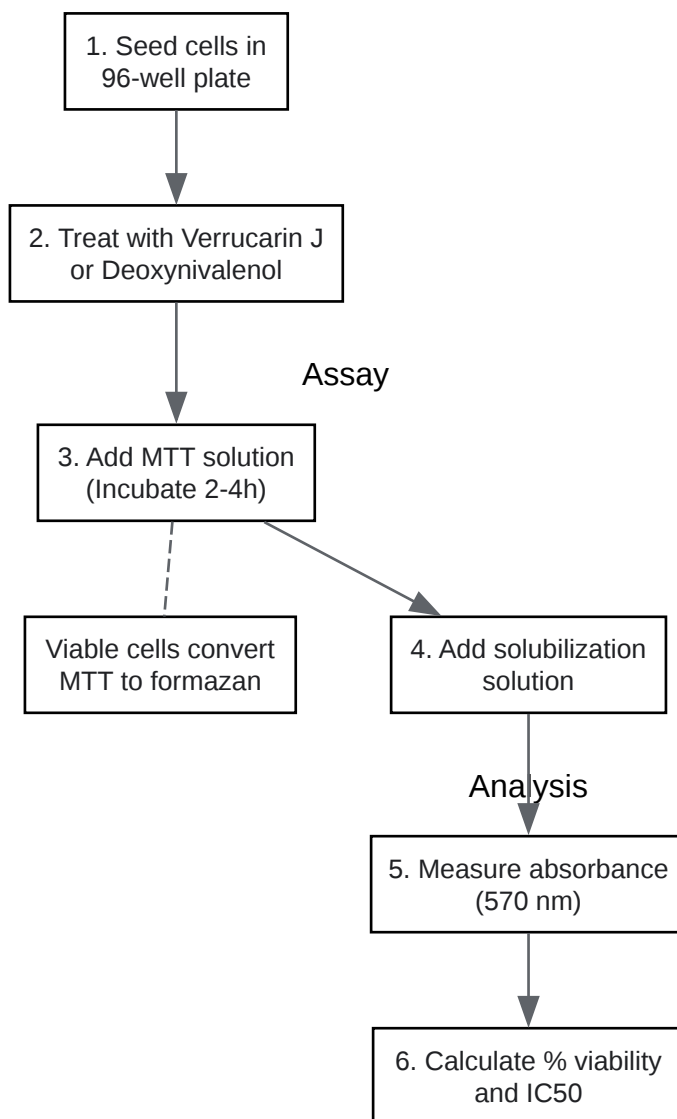 1. Seed cells in
96-well plate
2. Treat with Verrucarin J
or Deoxynivalenol
Assay
3. Add MTT solution
(Incubate 2-4h)
Viable cells convert
MTT to formazan
4. Add solubilization
solution
Analysis
5. Measure absorbance
(570 nm)
6. Calculate % viability
and IC50